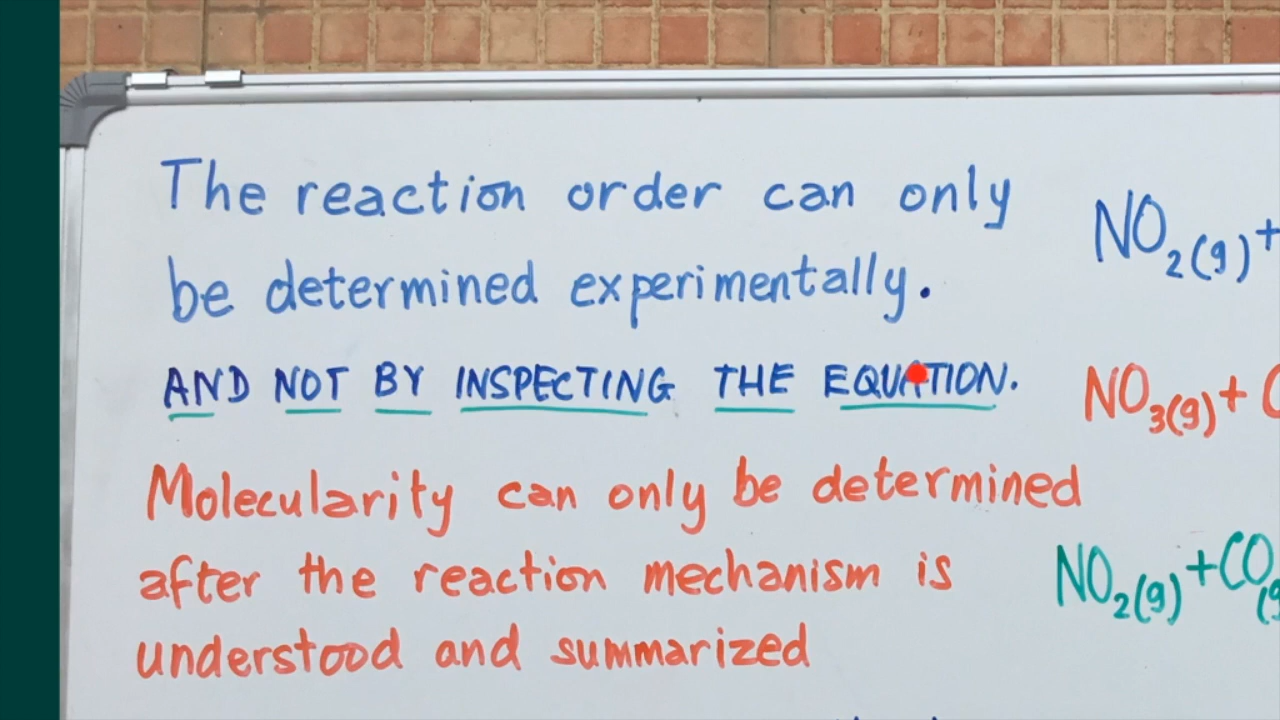 The reaction order can only
be determined experimentally.
AND NOT BY INSPECTING THE EQUATION.
Molecularity can only be determined
after the reaction mechanism is
understood and summarized
NO₂(g) +
NO₃(g) + C
NO₂(g) + CO(g